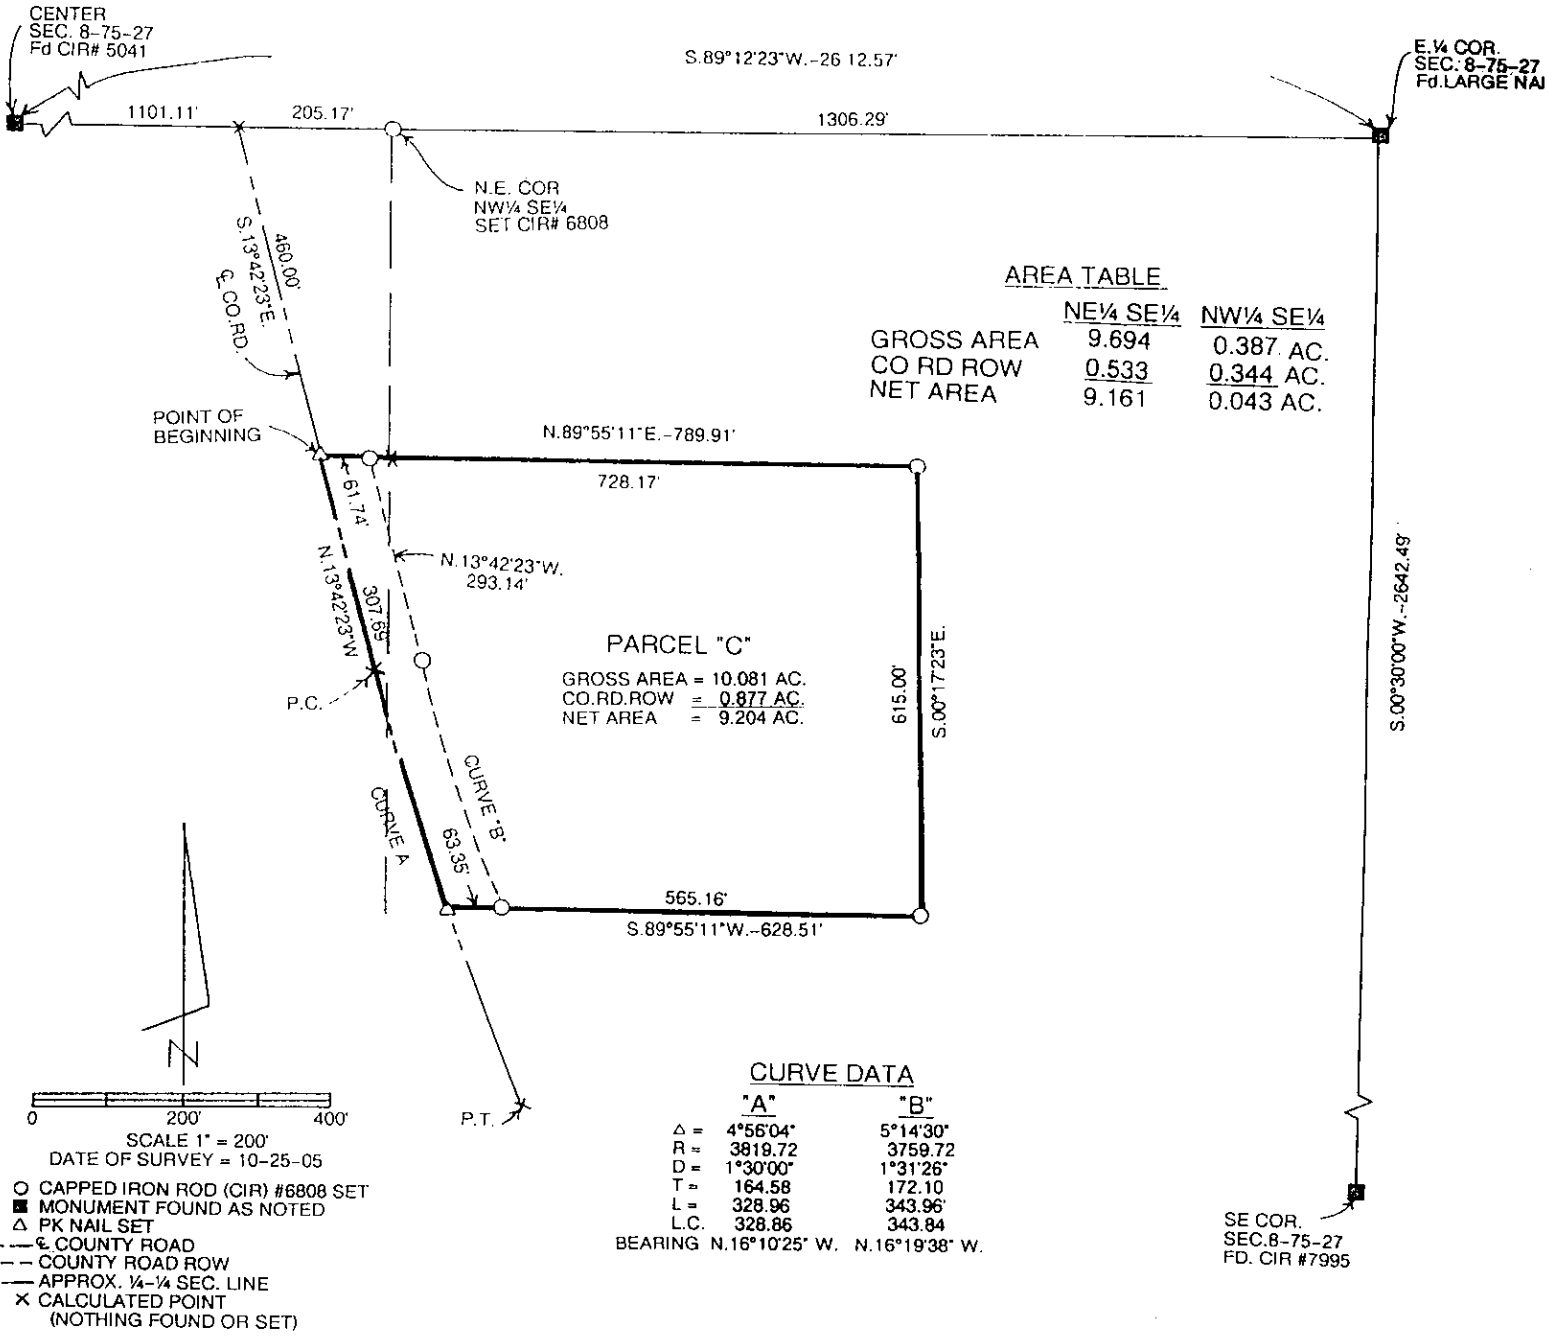 CENTER
SEC. 8-75-27
Fd CIR# 5041
S.89°12'23"W.-26 12.57'
E.¼ COR.
SEC. 8-75-27
Fd.LARGE NAI
1101.11'
205.17'
1306.29'
N.E. COR
NW¼ SE¼
SET CIR# 6808
460.00'
S.13°42'23"E.
℄ CO.RD.
AREA TABLE
NE¼ SE¼ NW¼ SE¼
GROSS AREA 9.694 0.387 AC.
CO RD ROW 0.533 0.344 AC.
NET AREA 9.161 0.043 AC.
POINT OF
BEGINNING
N.89°55'11"E.-789.91'
728.17'
61.74'
N.13°42'23"W.
293.14'
N.13°42'23"W
307.69
PARCEL "C"
GROSS AREA = 10.081 AC.
CO.RD.ROW = 0.877 AC.
NET AREA = 9.204 AC.
615.00'
S.00°17'23"E.
S.00°30'00"W.-2642.49'
P.C.
CURVE A
CURVE "B"
63.35'
565.16'
S.89°55'11"W.-628.51'
P.T.
N
0 200' 400'
SCALE 1" = 200'
DATE OF SURVEY = 10-25-05
CAPPED IRON ROD (CIR) #6808 SET
MONUMENT FOUND AS NOTED
PK NAIL SET
℄ COUNTY ROAD
COUNTY ROAD ROW
APPROX. ¼-¼ SEC. LINE
CALCULATED POINT
(NOTHING FOUND OR SET)
CURVE DATA
"A" "B"
△ = 4°56'04" 5°14'30"
R = 3819.72 3759.72
D = 1°30'00" 1°31'26"
T = 164.58 172.10
L = 328.96 343.96'
L.C. 328.86 343.84
BEARING N.16°10'25" W. N.16°19'38" W.
SE COR.
SEC.8-75-27
FD. CIR #7995